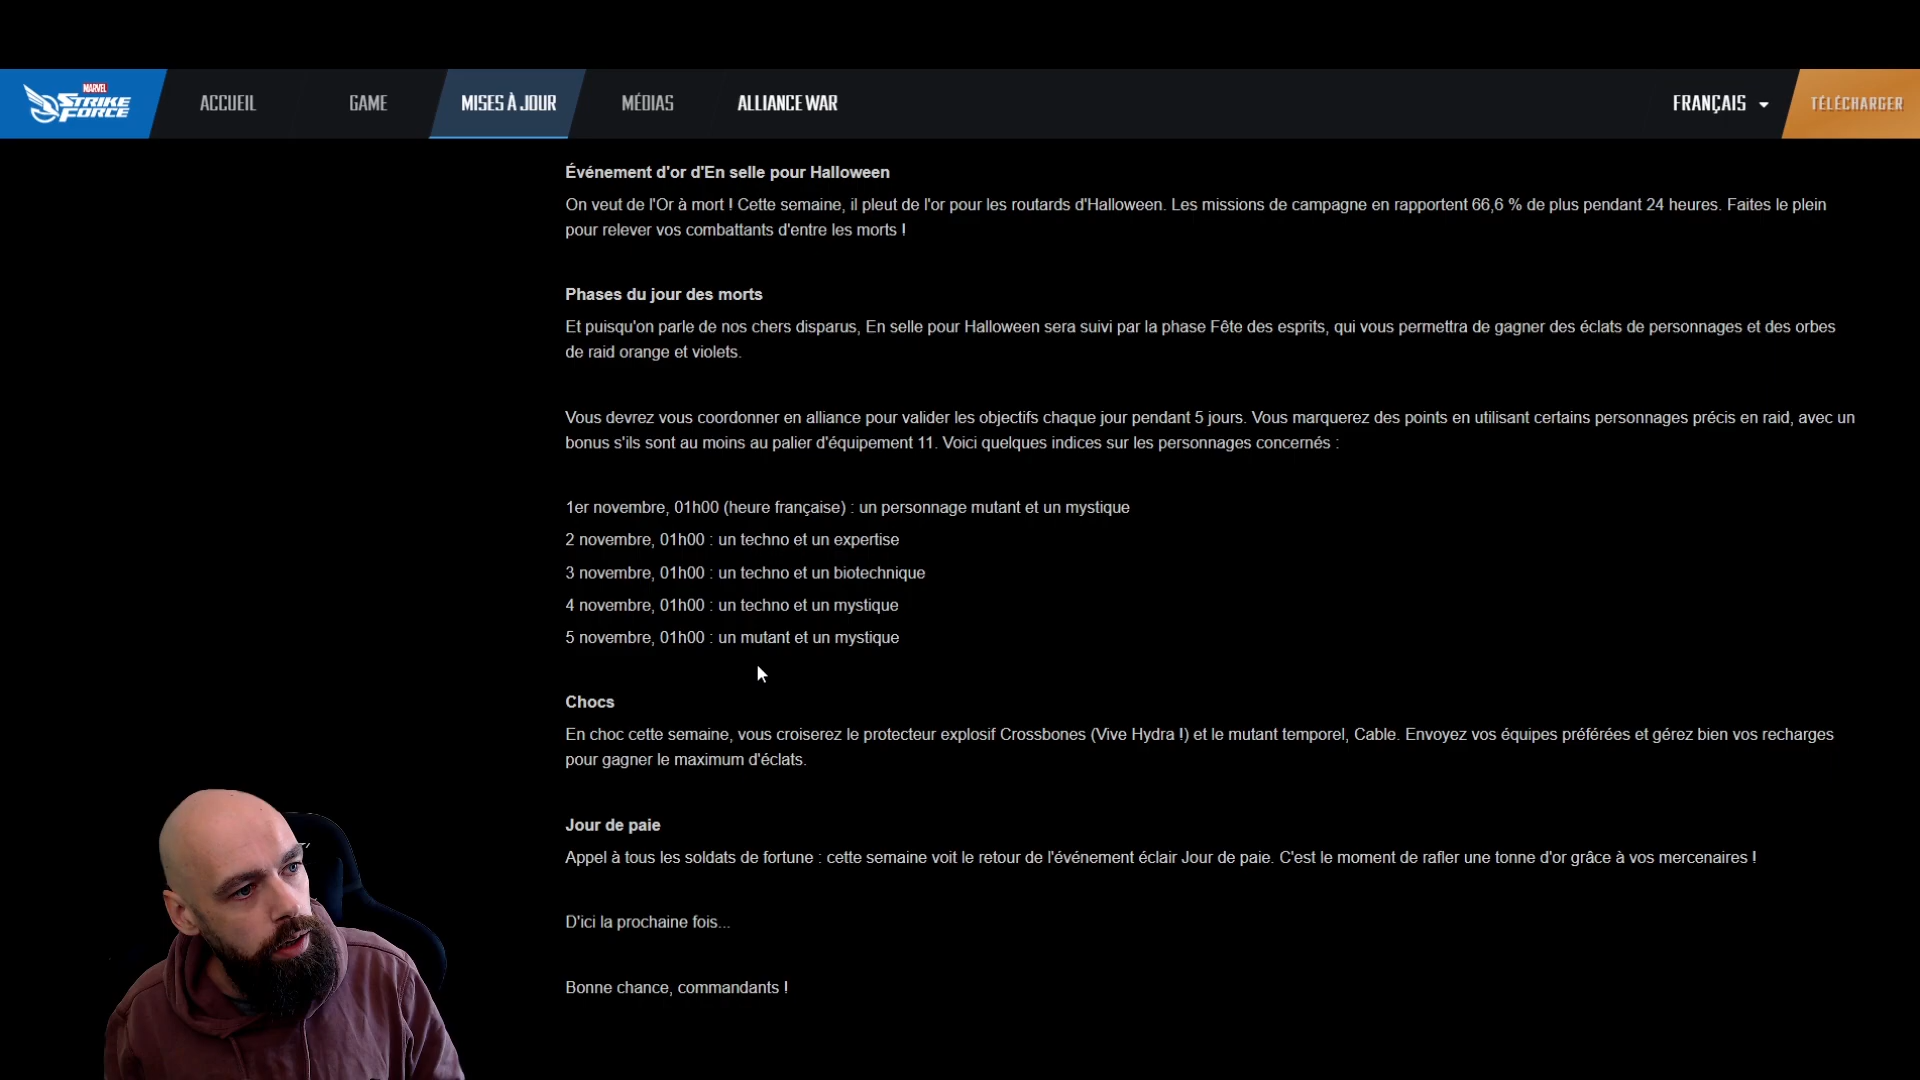 MARVEL
STRIKE
FORCE
ACCUEIL
GAME
MISES À JOUR
MÉDIAS
ALLIANCE WAR
FRANÇAIS
TÉLÉCHARGER
Événement d'or d'En selle pour Halloween
On veut de l'Or à mort ! Cette semaine, il pleut de l'or pour les routards d'Halloween. Les missions de campagne en rapportent 66,6 % de plus pendant 24 heures. Faites le plein
pour relever vos combattants d'entre les morts !
Phases du jour des morts
Et puisqu'on parle de nos chers disparus, En selle pour Halloween sera suivi par la phase Fête des esprits, qui vous permettra de gagner des éclats de personnages et des orbes
de raid orange et violets.
Vous devrez vous coordonner en alliance pour valider les objectifs chaque jour pendant 5 jours. Vous marquerez des points en utilisant certains personnages précis en raid, avec un
bonus s'ils sont au moins au palier d'équipement 11. Voici quelques indices sur les personnages concernés :
1er novembre, 01h00 (heure française) : un personnage mutant et un mystique
2 novembre, 01h00 : un techno et un expertise
3 novembre, 01h00 : un techno et un biotechnique
4 novembre, 01h00 : un techno et un mystique
5 novembre, 01h00 : un mutant et un mystique
Chocs
En choc cette semaine, vous croiserez le protecteur explosif Crossbones (Vive Hydra !) et le mutant temporel, Cable. Envoyez vos équipes préférées et gérez bien vos recharges
pour gagner le maximum d'éclats.
Jour de paie
Appel à tous les soldats de fortune : cette semaine voit le retour de l'événement éclair Jour de paie. C'est le moment de rafler une tonne d'or grâce à vos mercenaires !
D'ici la prochaine fois...
Bonne chance, commandants !